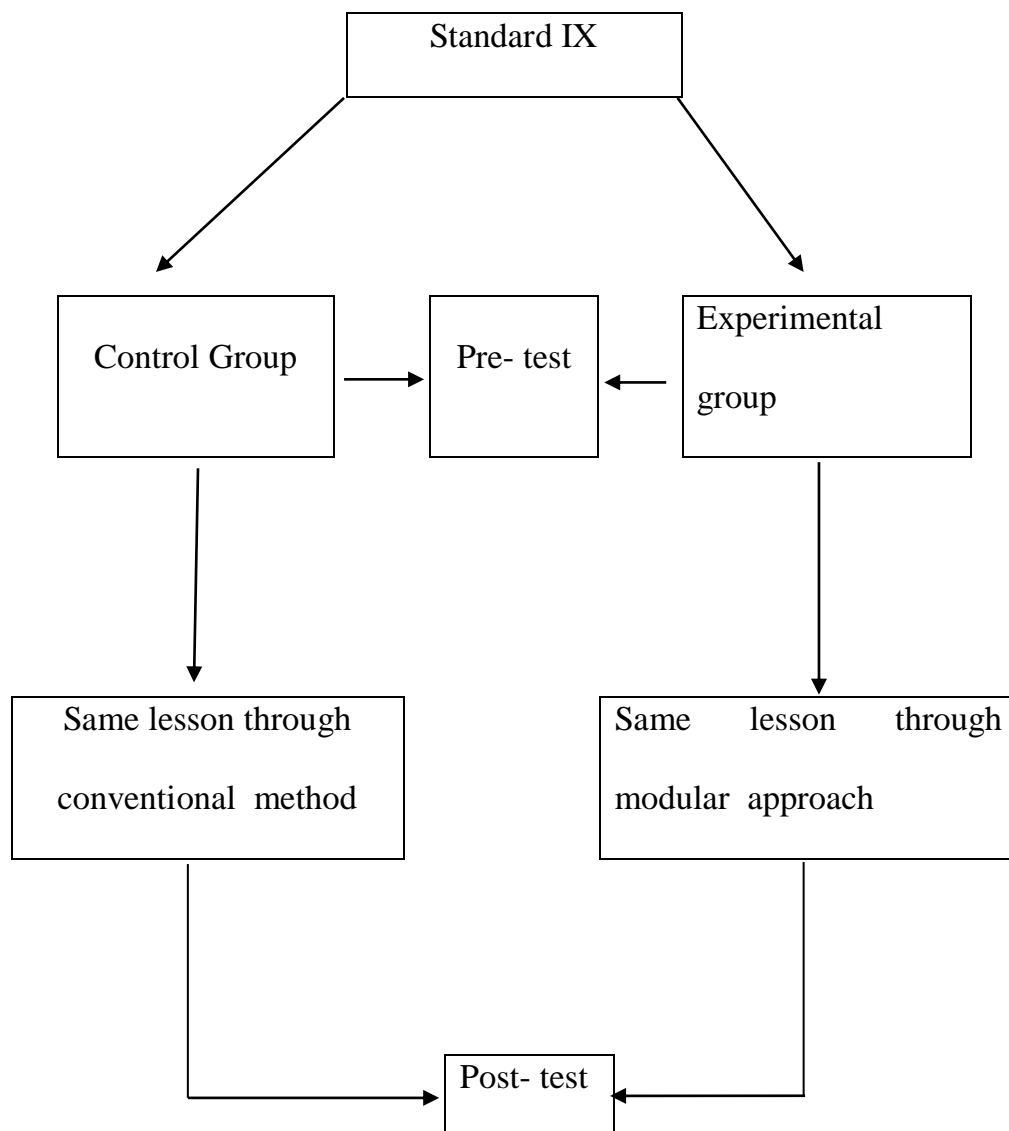 Standard IX
Control Group
Pre- test
Experimental
group
Same lesson through
conventional method
Same lesson through
modular approach
Post- test